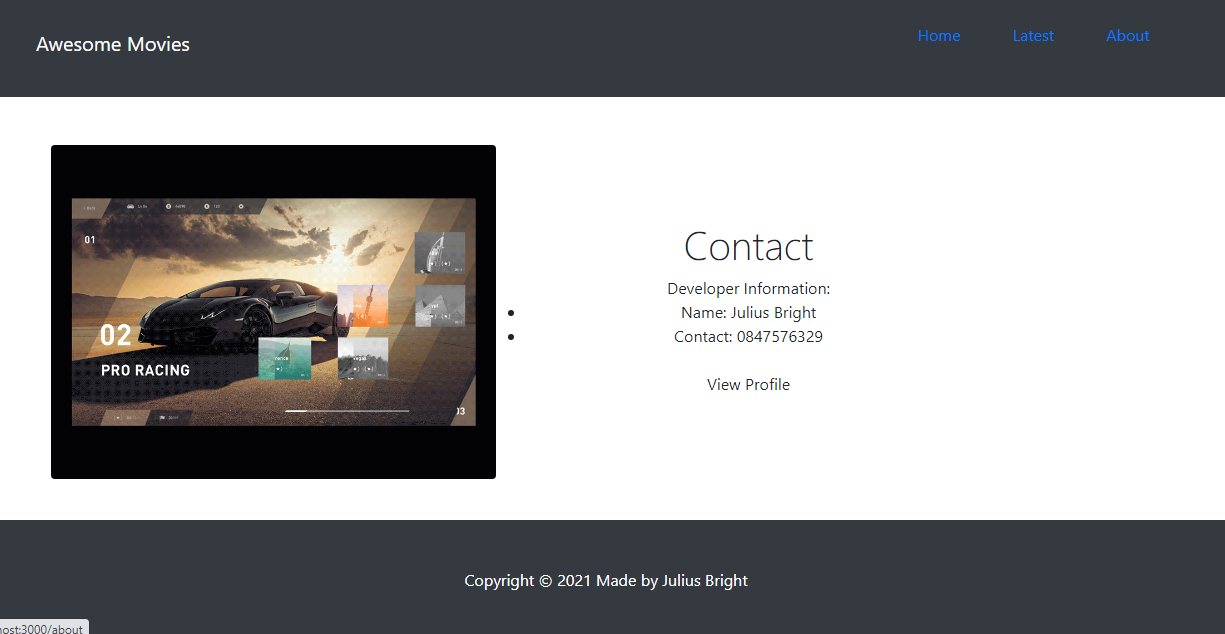 Awesome Movies
Home Latest About
01
02
PRO RACING
03
Contact
Developer Information:
Name: Julius Bright
Contact: 0847576329
View Profile
Copyright © 2021 Made by Julius Bright
host:3000/about